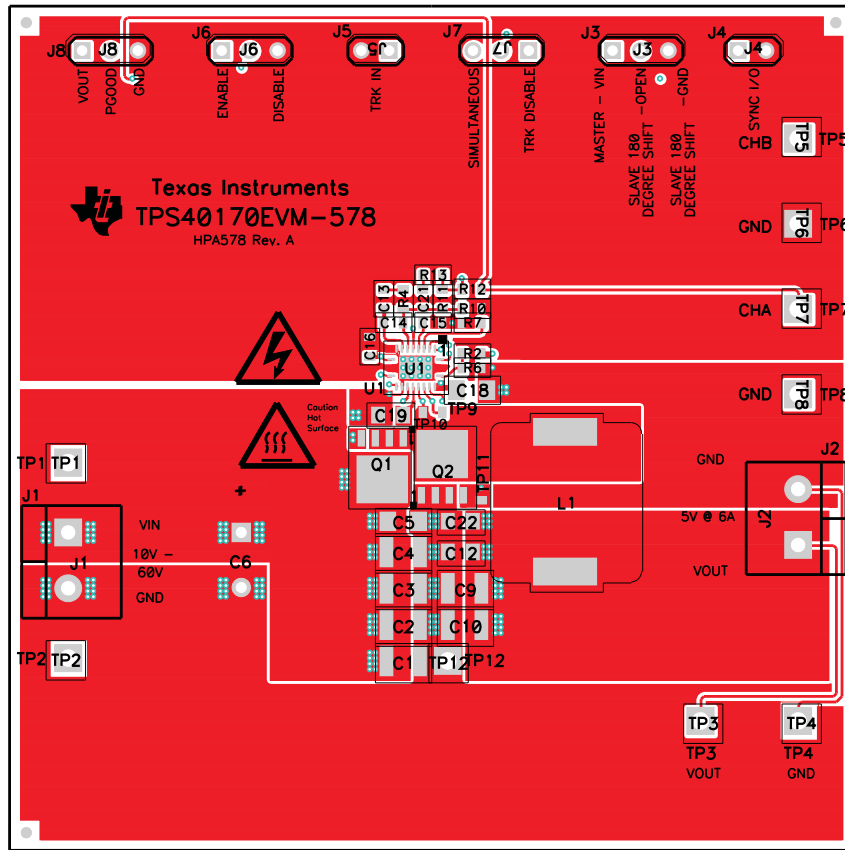 J8 J8 J6 J6 J5 J5 J7 J7 J3 J3 J4 J4
VOUT
PGOOD
GND
ENABLE
DISABLE
TRK IN
SIMULTANEOUS
TRK DISABLE
MASTER - VIN
SLAVE 180 -OPEN
DEGREE SHIFT
SLAVE 180 -GND
DEGREE SHIFT
SYNC I/O
CHB TP5 TP5
Texas Instruments
TPS40170EVM-578
HPA578 Rev. A
GND TP6 TP6
R13
C13 R4 C21 R11 R12
R10
CHA TP7 TP7
C14 C15 R7
C16 1 R2
U1 R6
U1 C18
GND TP8 TP8
Caution
Hot
Surface
C19 TP10 TP9
TP1 TP1
Q1 Q2 TP11
GND J2
J1 + L1
VIN C5 C22 5V @ 6A J2
10V - C4 C12
J1 60V C6 VOUT
GND C3 C9
C2 C10
TP2 TP2 C1 TP12 TP12
TP3 TP4
TP3 TP4
VOUT GND